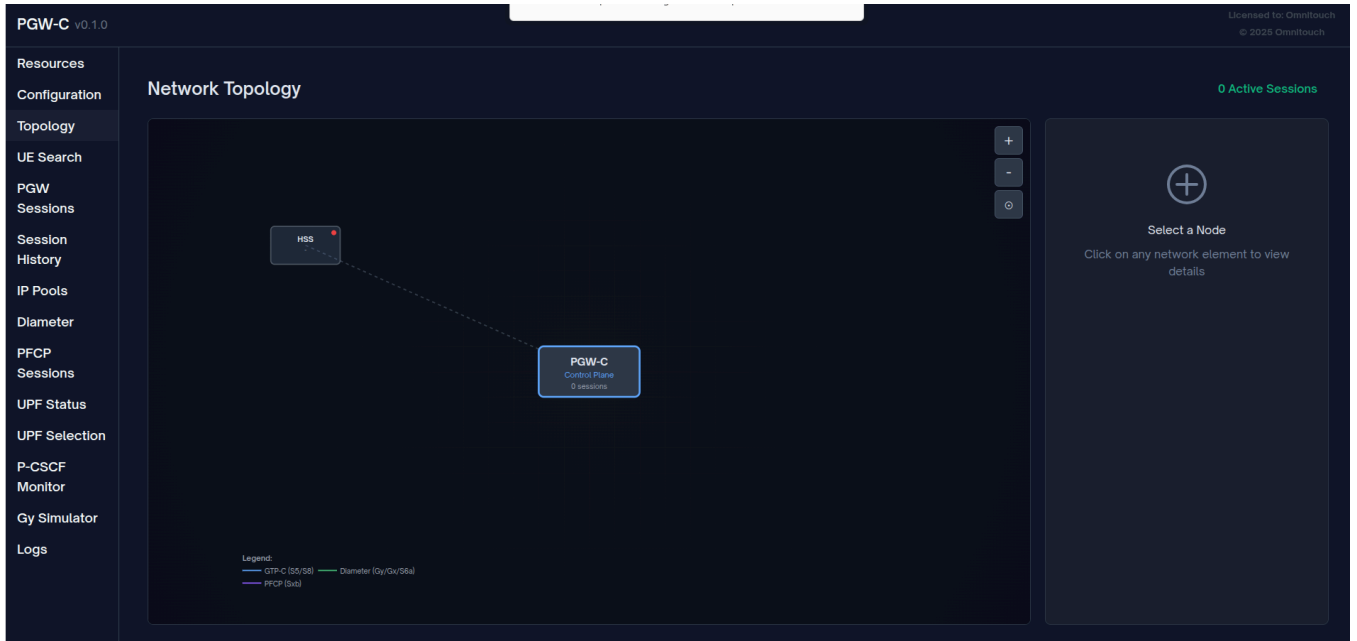 PGW-C v0.1.0
Licensed to: Omnitouch
© 2025 Omnitouch
Resources
Configuration
Topology
UE Search
PGW
Sessions
Session
History
IP Pools
Diameter
PFCP
Sessions
UPF Status
UPF Selection
P-CSCF
Monitor
Gy Simulator
Logs
Network Topology
0 Active Sessions
+
-
HSS
PGW-C
Control Plane
0 sessions
Legend:
GTP-C (S5/S8) Diameter (Gy/Gx/S6a)
PFCP (Sxb)
Select a Node
Click on any network element to view
details